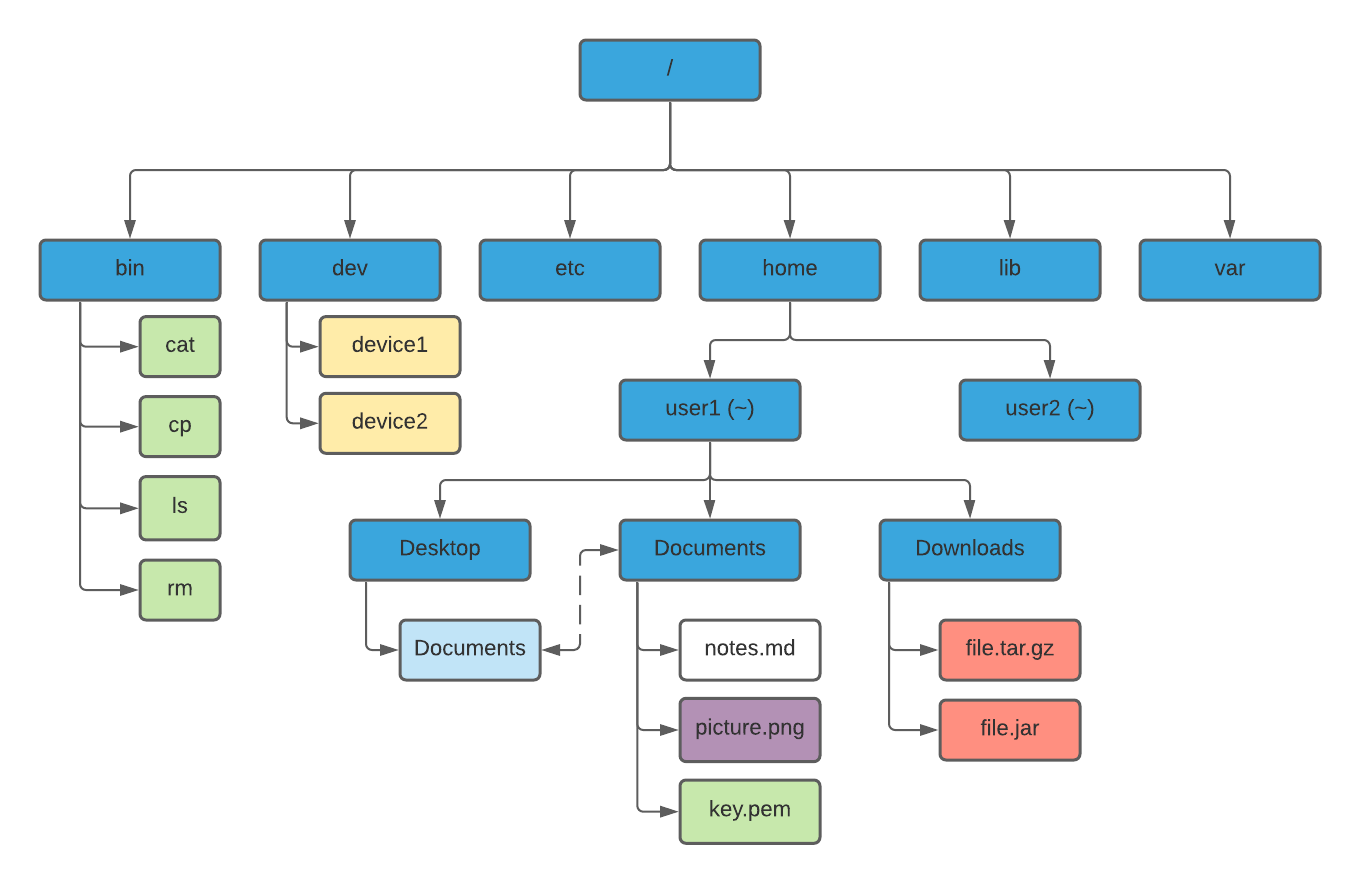 /
bin
dev
etc
home
lib
var
cat
device1
cp
device2
user1 (~)
user2 (~)
ls
Desktop
Documents
Downloads
rm
Documents
notes.md
file.tar.gz
picture.png
file.jar
key.pem